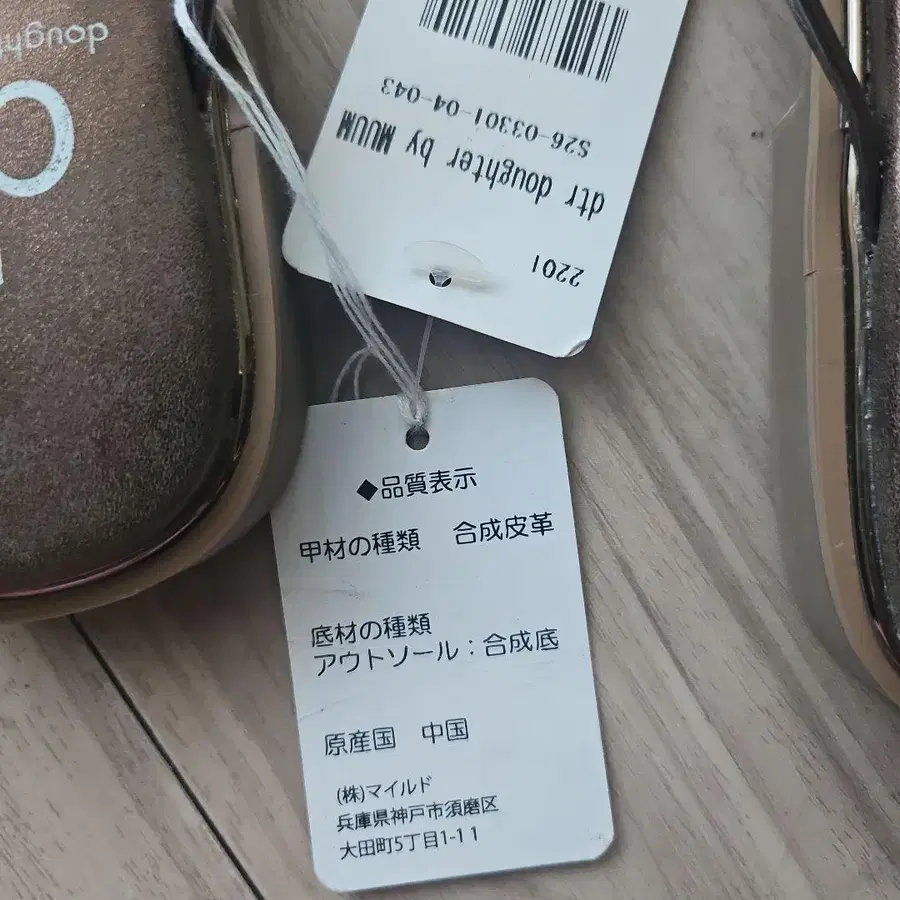 2201
dtr doughter by MUUM
S26-03301-04-043
◆品質表示
甲材の種類　合成皮革
底材の種類
アウトソール：合成底
原産国　中国
(株)マイルド
兵庫県神戸市須磨区
大田町5丁目1-11